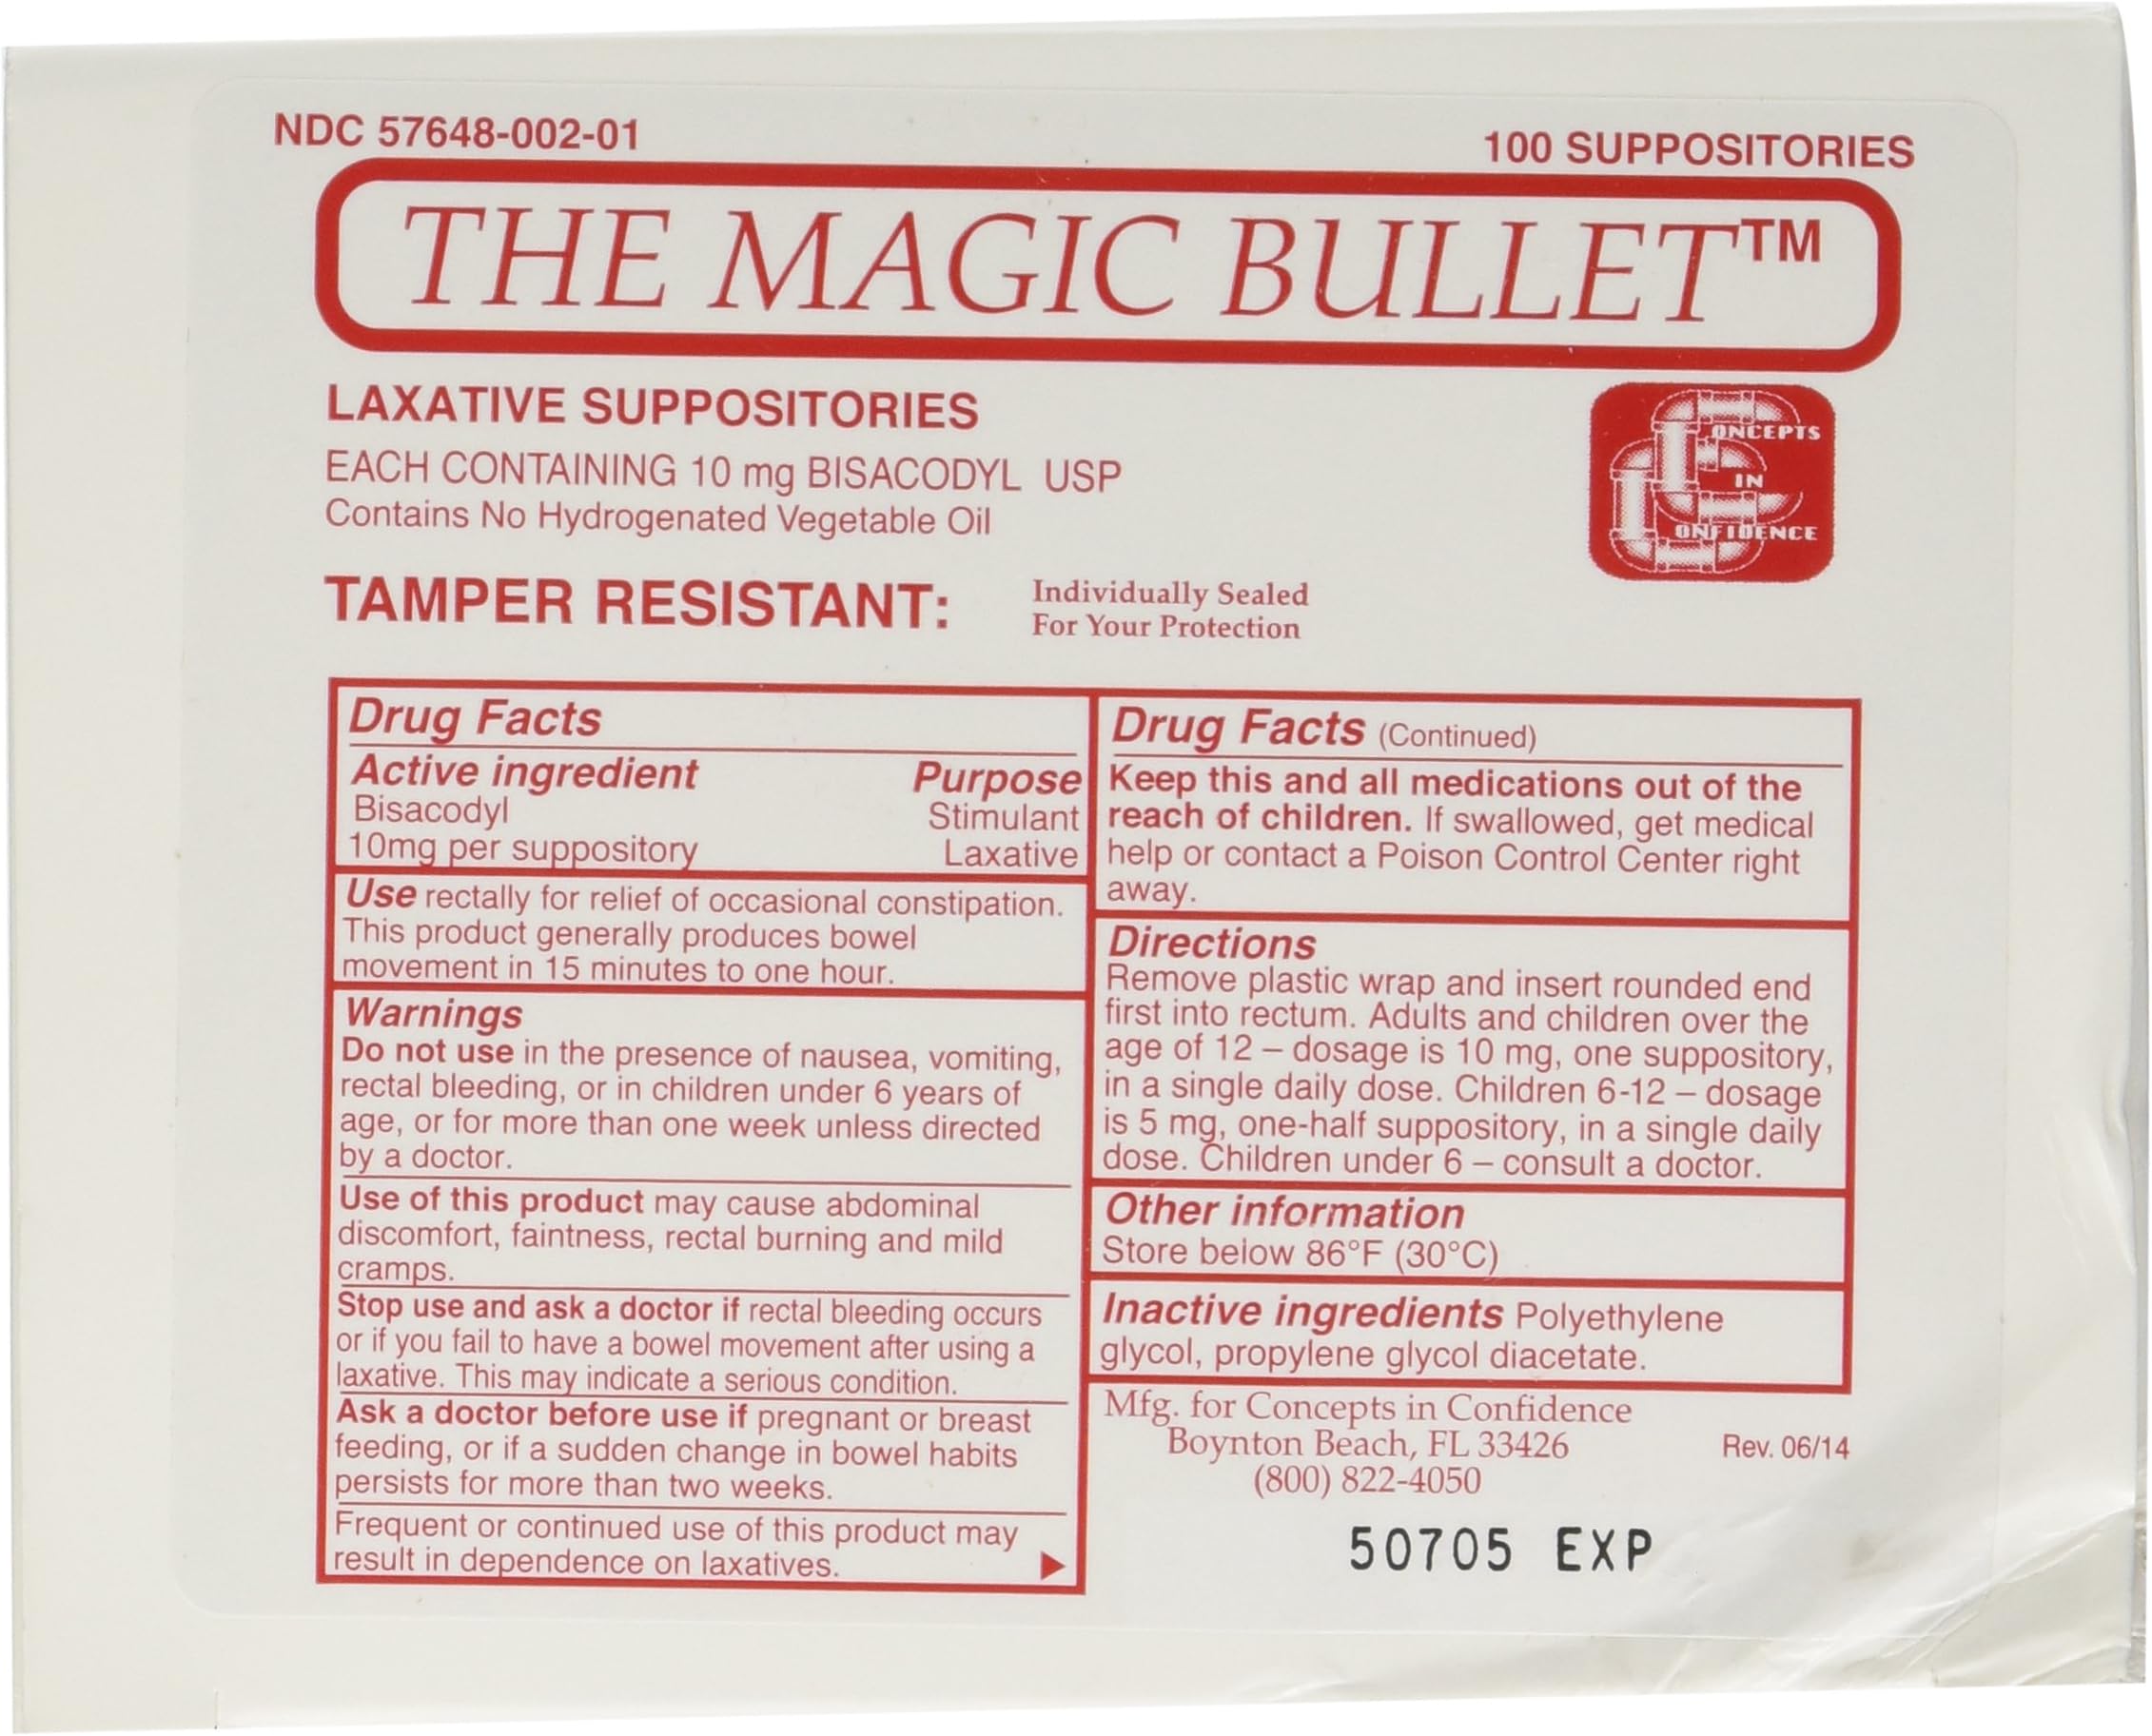 NDC 57648-002-01
100 SUPPOSITORIES
THE MAGIC BULLET™
LAXATIVE SUPPOSITORIES
EACH CONTAINING 10 mg BISACODYL USP
Contains No Hydrogenated Vegetable Oil
CONCEPTS
IN
CONFIDENCE
TAMPER RESISTANT:
Individually Sealed
For Your Protection
Drug Facts
Active ingredient Purpose
Bisacodyl Stimulant
10mg per suppository Laxative
Use rectally for relief of occasional constipation.
This product generally produces bowel
movement in 15 minutes to one hour.
Warnings
Do not use in the presence of nausea, vomiting,
rectal bleeding, or in children under 6 years of
age, or for more than one week unless directed
by a doctor.
Use of this product may cause abdominal
discomfort, faintness, rectal burning and mild
cramps.
Stop use and ask a doctor if rectal bleeding occurs
or if you fail to have a bowel movement after using a
laxative. This may indicate a serious condition.
Ask a doctor before use if pregnant or breast
feeding, or if a sudden change in bowel habits
persists for more than two weeks.
Frequent or continued use of this product may
result in dependence on laxatives.
Drug Facts (Continued)
Keep this and all medications out of the
reach of children. If swallowed, get medical
help or contact a Poison Control Center right
away.
Directions
Remove plastic wrap and insert rounded end
first into rectum. Adults and children over the
age of 12 – dosage is 10 mg, one suppository,
in a single daily dose. Children 6-12 – dosage
is 5 mg, one-half suppository, in a single daily
dose. Children under 6 – consult a doctor.
Other information
Store below 86°F (30°C)
Inactive ingredients Polyethylene
glycol, propylene glycol diacetate.
Mfg. for Concepts in Confidence
Boynton Beach, FL 33426
(800) 822-4050
Rev. 06/14
50705 EXP